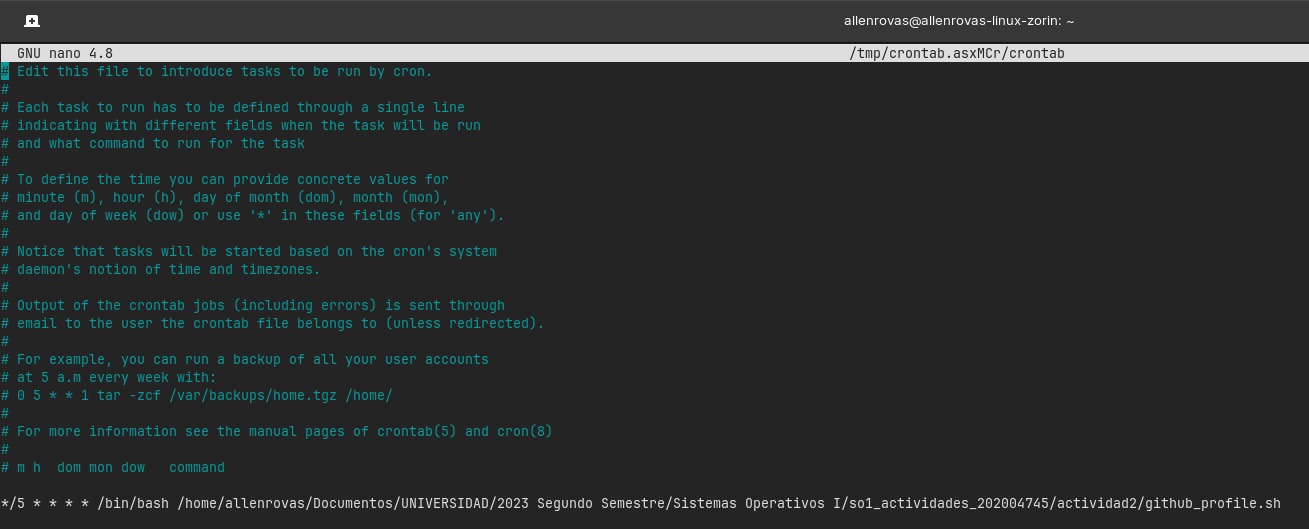 allenrovas@allenrovas-linux-zorin: ~
GNU nano 4.8 /tmp/crontab.asxMCr/crontab
# Edit this file to introduce tasks to be run by cron.
#
# Each task to run has to be defined through a single line
# indicating with different fields when the task will be run
# and what command to run for the task
#
# To define the time you can provide concrete values for
# minute (m), hour (h), day of month (dom), month (mon),
# and day of week (dow) or use '*' in these fields (for 'any').
#
# Notice that tasks will be started based on the cron's system
# daemon's notion of time and timezones.
#
# Output of the crontab jobs (including errors) is sent through
# email to the user the crontab file belongs to (unless redirected).
#
# For example, you can run a backup of all your user accounts
# at 5 a.m every week with:
# 0 5 * * 1 tar -zcf /var/backups/home.tgz /home/
#
# For more information see the manual pages of crontab(5) and cron(8)
#
# m h  dom mon dow   command
*/5 * * * * /bin/bash /home/allenrovas/Documentos/UNIVERSIDAD/2023 Segundo Semestre/Sistemas Operativos I/so1_actividades_202004745/actividad2/github_profile.sh